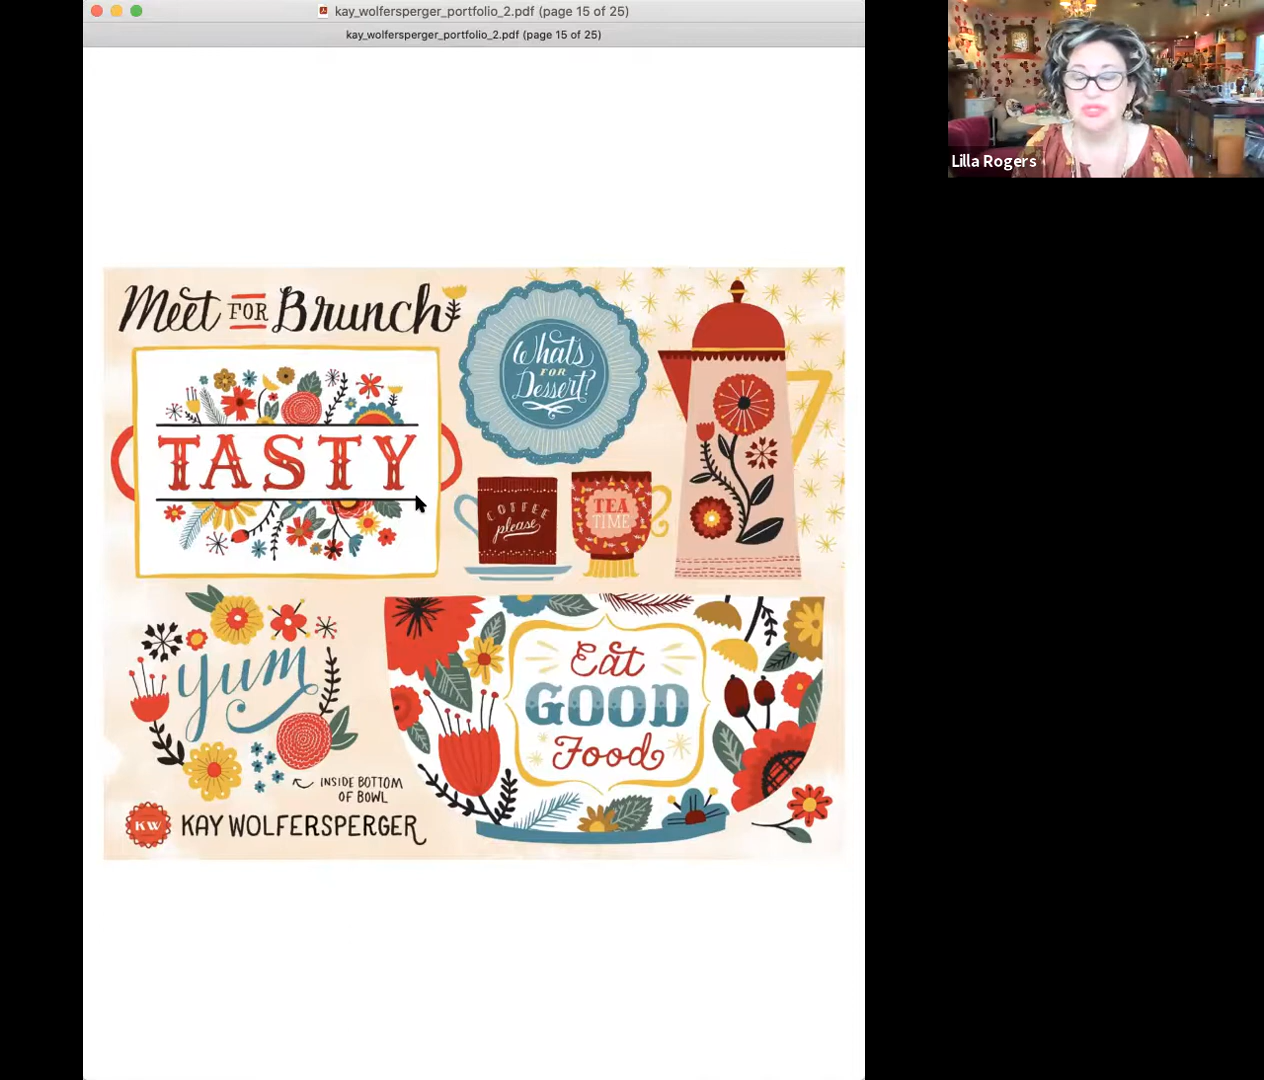 kay_wolfersperger_portfolio_2.pdf (page 15 of 25)
kay_wolfersperger_portfolio_2.pdf (page 15 of 25)
Lilla Rogers
Meet FOR Brunch
What's
FOR
Dessert?
TASTY
COFFEE
please
TEA
TIME
yum
INSIDE BOTTOM
OF BOWL
Eat
GOOD
Food
KW
KAY WOLFERSPERGER